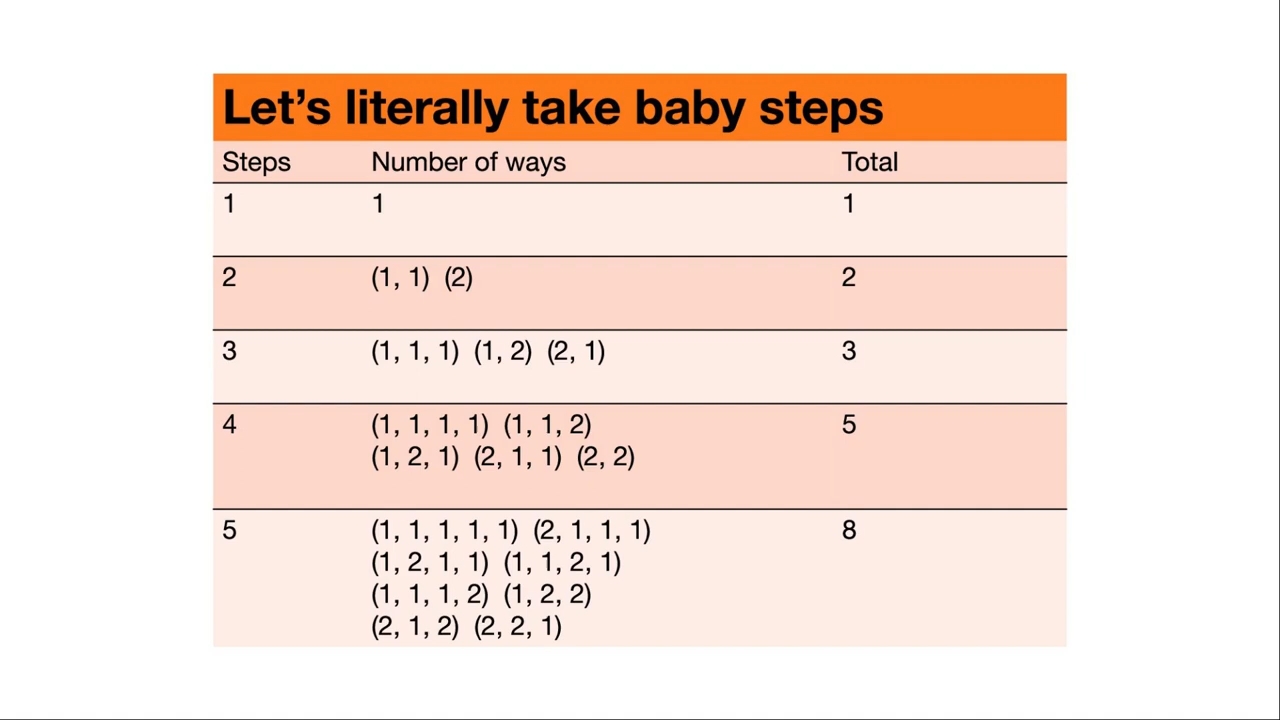 Let's literally take baby steps
Steps Number of ways Total
1 1 1
2 (1, 1) (2) 2
3 (1, 1, 1) (1, 2) (2, 1) 3
4 (1, 1, 1, 1) (1, 1, 2) 5
(1, 2, 1) (2, 1, 1) (2, 2)
5 (1, 1, 1, 1, 1) (2, 1, 1, 1) 8
(1, 2, 1, 1) (1, 1, 2, 1)
(1, 1, 1, 2) (1, 2, 2)
(2, 1, 2) (2, 2, 1)